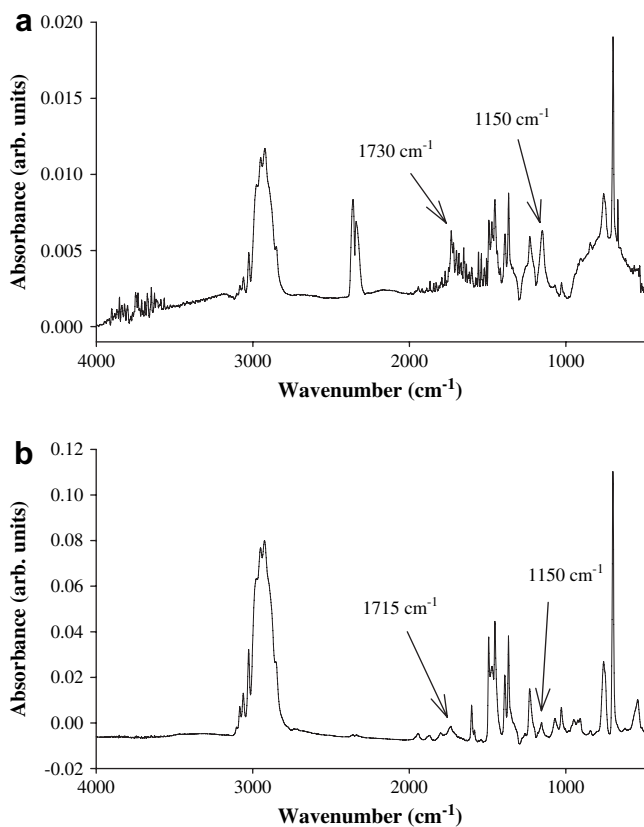 a
0.020
0.015
0.010
0.005
0.000
Absorbance (arb. units)
1730 cm⁻¹
1150 cm⁻¹
4000 3000 2000 1000
Wavenumber (cm⁻¹)
b
0.12
0.10
0.08
0.06
0.04
0.02
0.00
-0.02
Absorbance (arb. units)
1715 cm⁻¹
1150 cm⁻¹
4000 3000 2000 1000
Wavenumber (cm⁻¹)